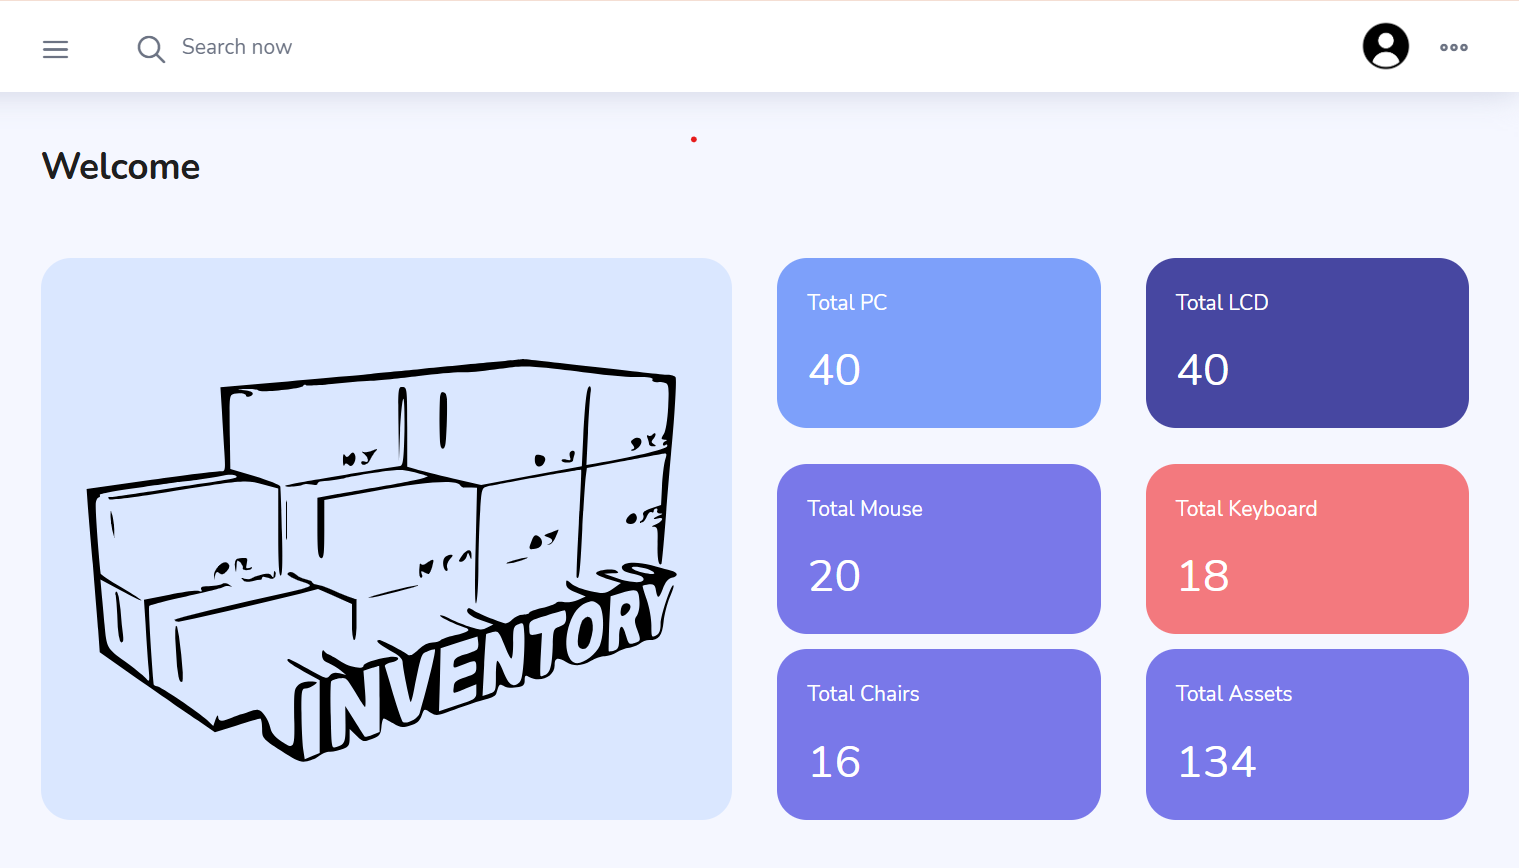 Search now
Welcome
INVENTORY
Total PC
40
Total LCD
40
Total Mouse
20
Total Keyboard
18
Total Chairs
16
Total Assets
134